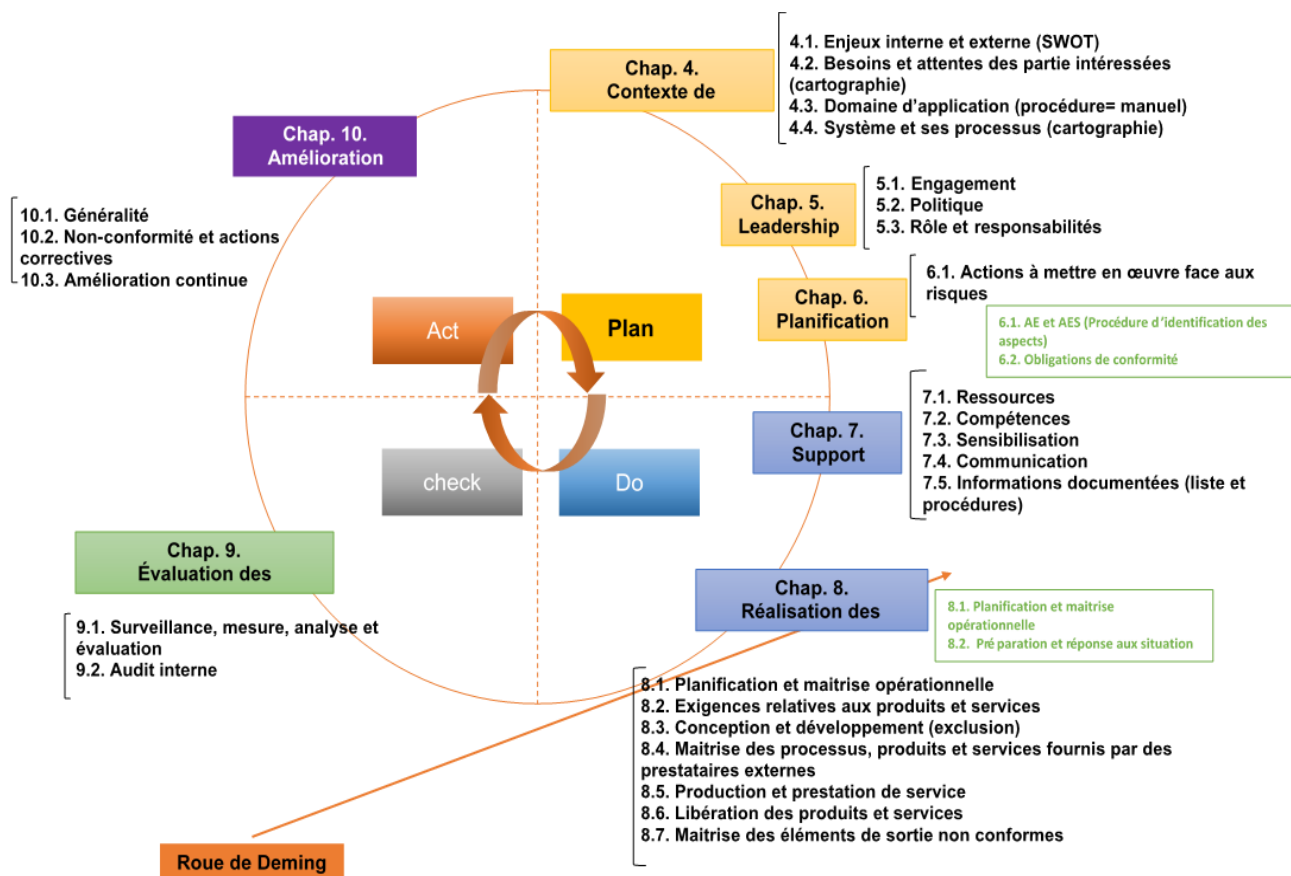 Chap. 4.
Contexte de
4.1. Enjeux interne et externe (SWOT)
4.2. Besoins et attentes des partie intéressées
(cartographie)
4.3. Domaine d'application (procédure= manuel)
4.4. Système et ses processus (cartographie)
Chap. 10.
Amélioration
10.1. Généralité
10.2. Non-conformité et actions
correctives
10.3. Amélioration continue
Chap. 5.
Leadership
5.1. Engagement
5.2. Politique
5.3. Rôle et responsabilités
Chap. 6.
Planification
6.1. Actions à mettre en œuvre face aux
risques
6.1. AE et AES (Procédure d'identification des
aspects)
6.2. Obligations de conformité
Act
Plan
check
Do
Chap. 7.
Support
7.1. Ressources
7.2. Compétences
7.3. Sensibilisation
7.4. Communication
7.5. Informations documentées (liste et
procédures)
Chap. 9.
Évaluation des
9.1. Surveillance, mesure, analyse et
évaluation
9.2. Audit interne
Chap. 8.
Réalisation des
8.1. Planification et maitrise
opérationnelle
8.2. Préparation et réponse aux situation
8.1. Planification et maitrise opérationnelle
8.2. Exigences relatives aux produits et services
8.3. Conception et développement (exclusion)
8.4. Maitrise des processus, produits et services fournis par des
prestataires externes
8.5. Production et prestation de service
8.6. Libération des produits et services
8.7. Maitrise des éléments de sortie non conformes
Roue de Deming